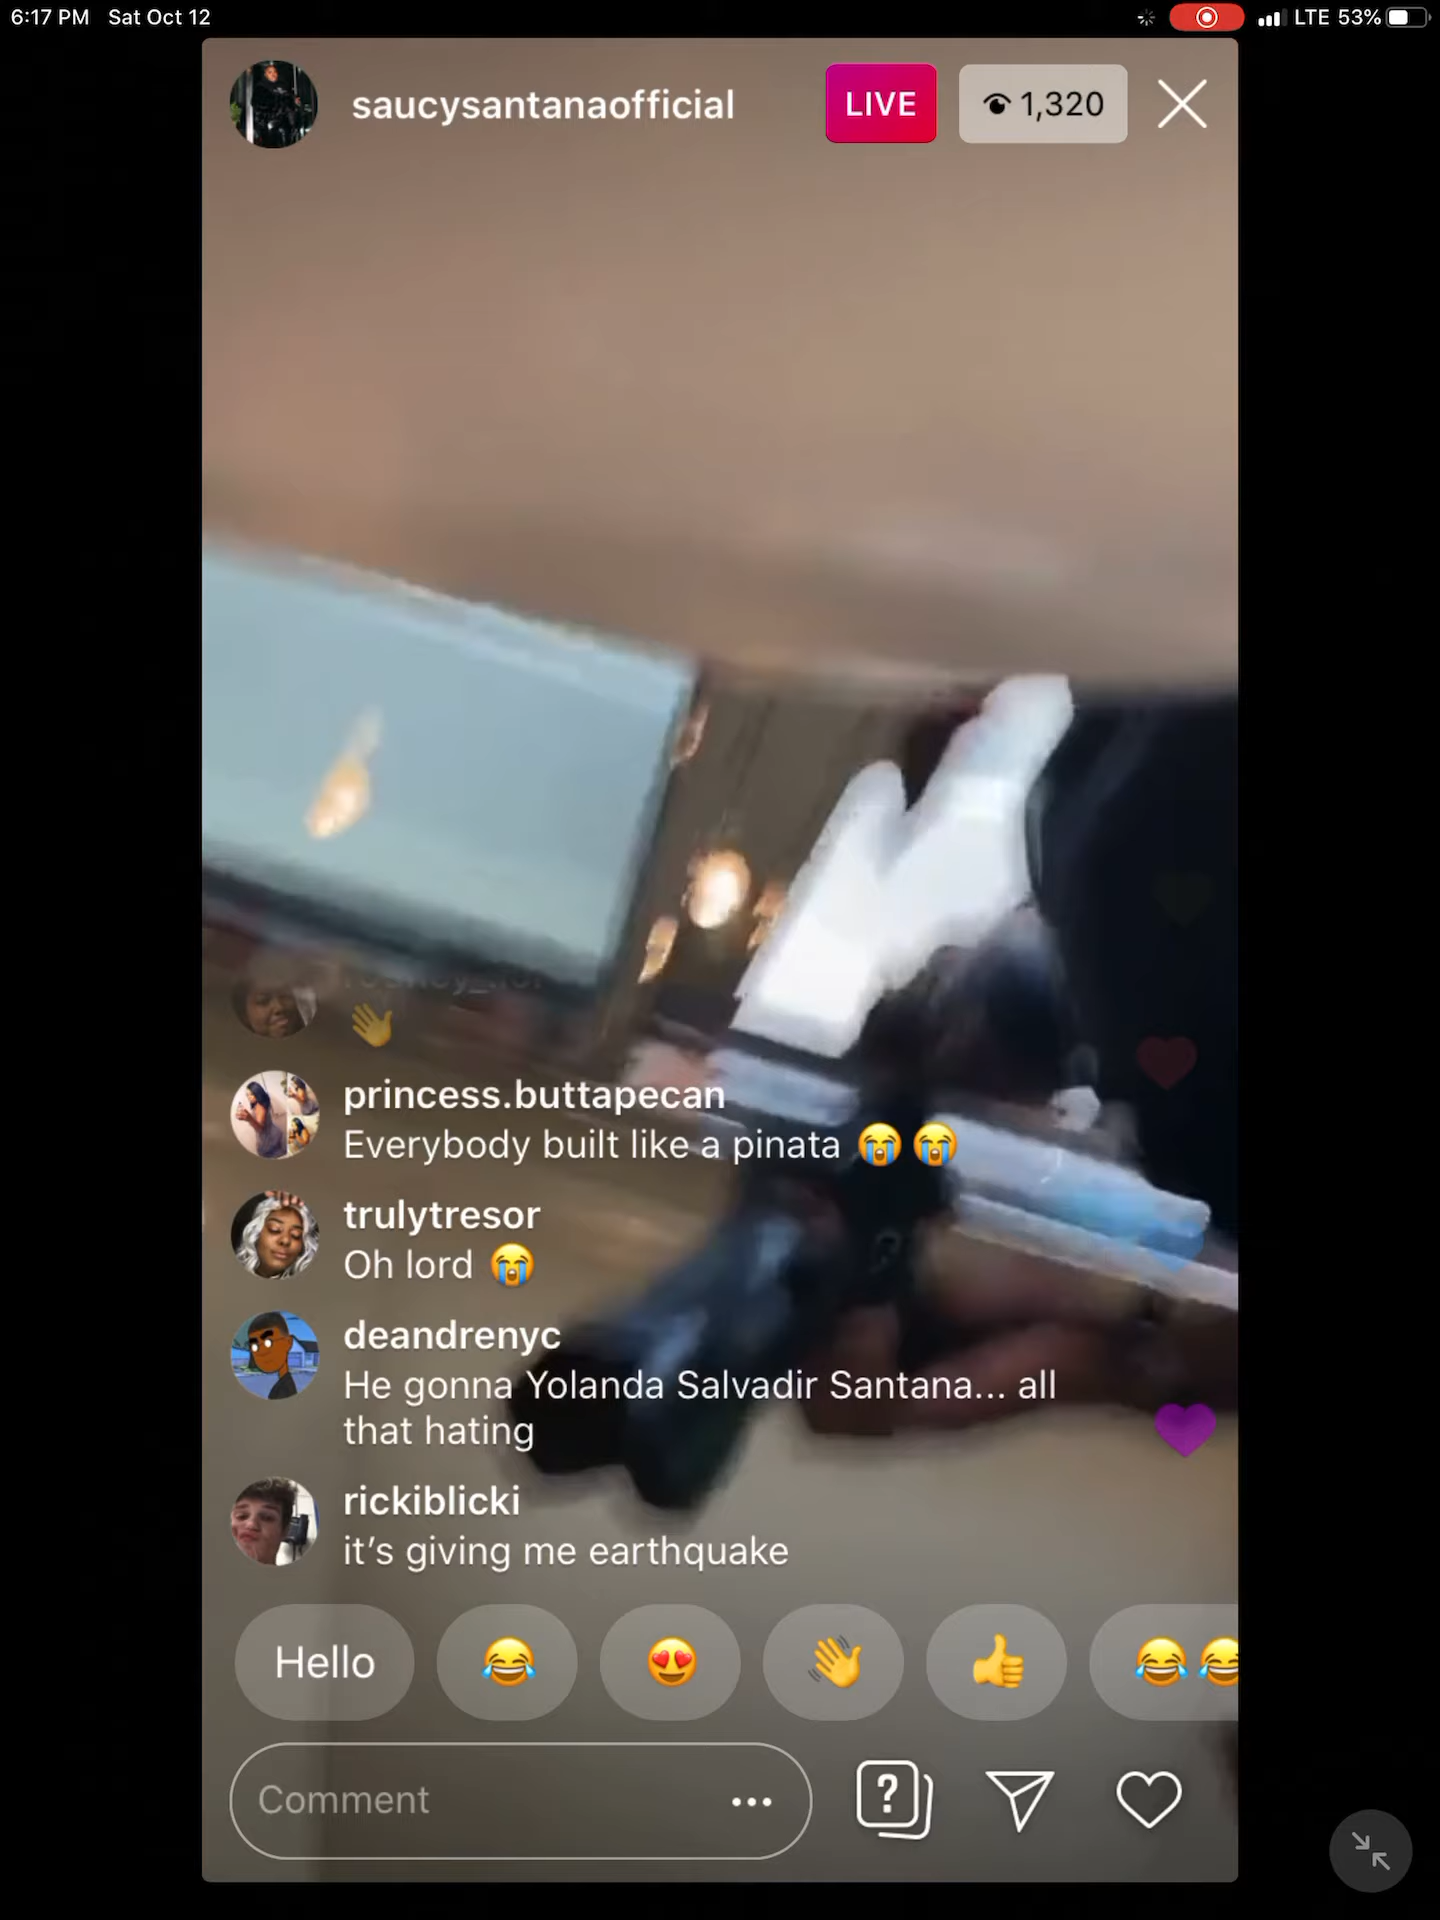 6:17 PM Sat Oct 12
LTE 53%
saucysantanaofficial
LIVE
1,320
👋
princess.buttapecan
Everybody built like a pinata 😭😭
trulytresor
Oh lord 😭
deandrenyc
He gonna Yolanda Salvadir Santana... all
that hating
rickiblicki
it's giving me earthquake
Hello 😂 😍 👋 👍 😂😂
Comment
?